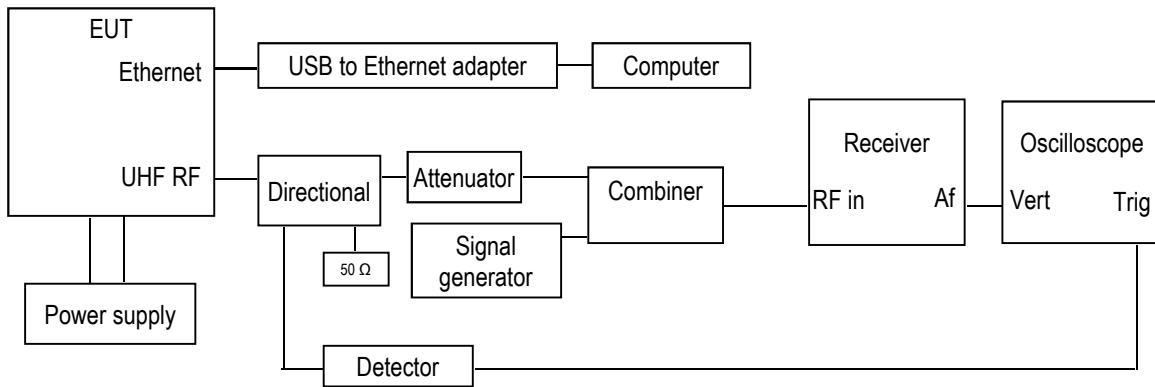 EUT
Ethernet
USB to Ethernet adapter
Computer
UHF RF
Directional
Attenuator
Combiner
Receiver
RF in
Af
Oscilloscope
Vert
Trig
Signal
generator
50 Ω
Power supply
Detector